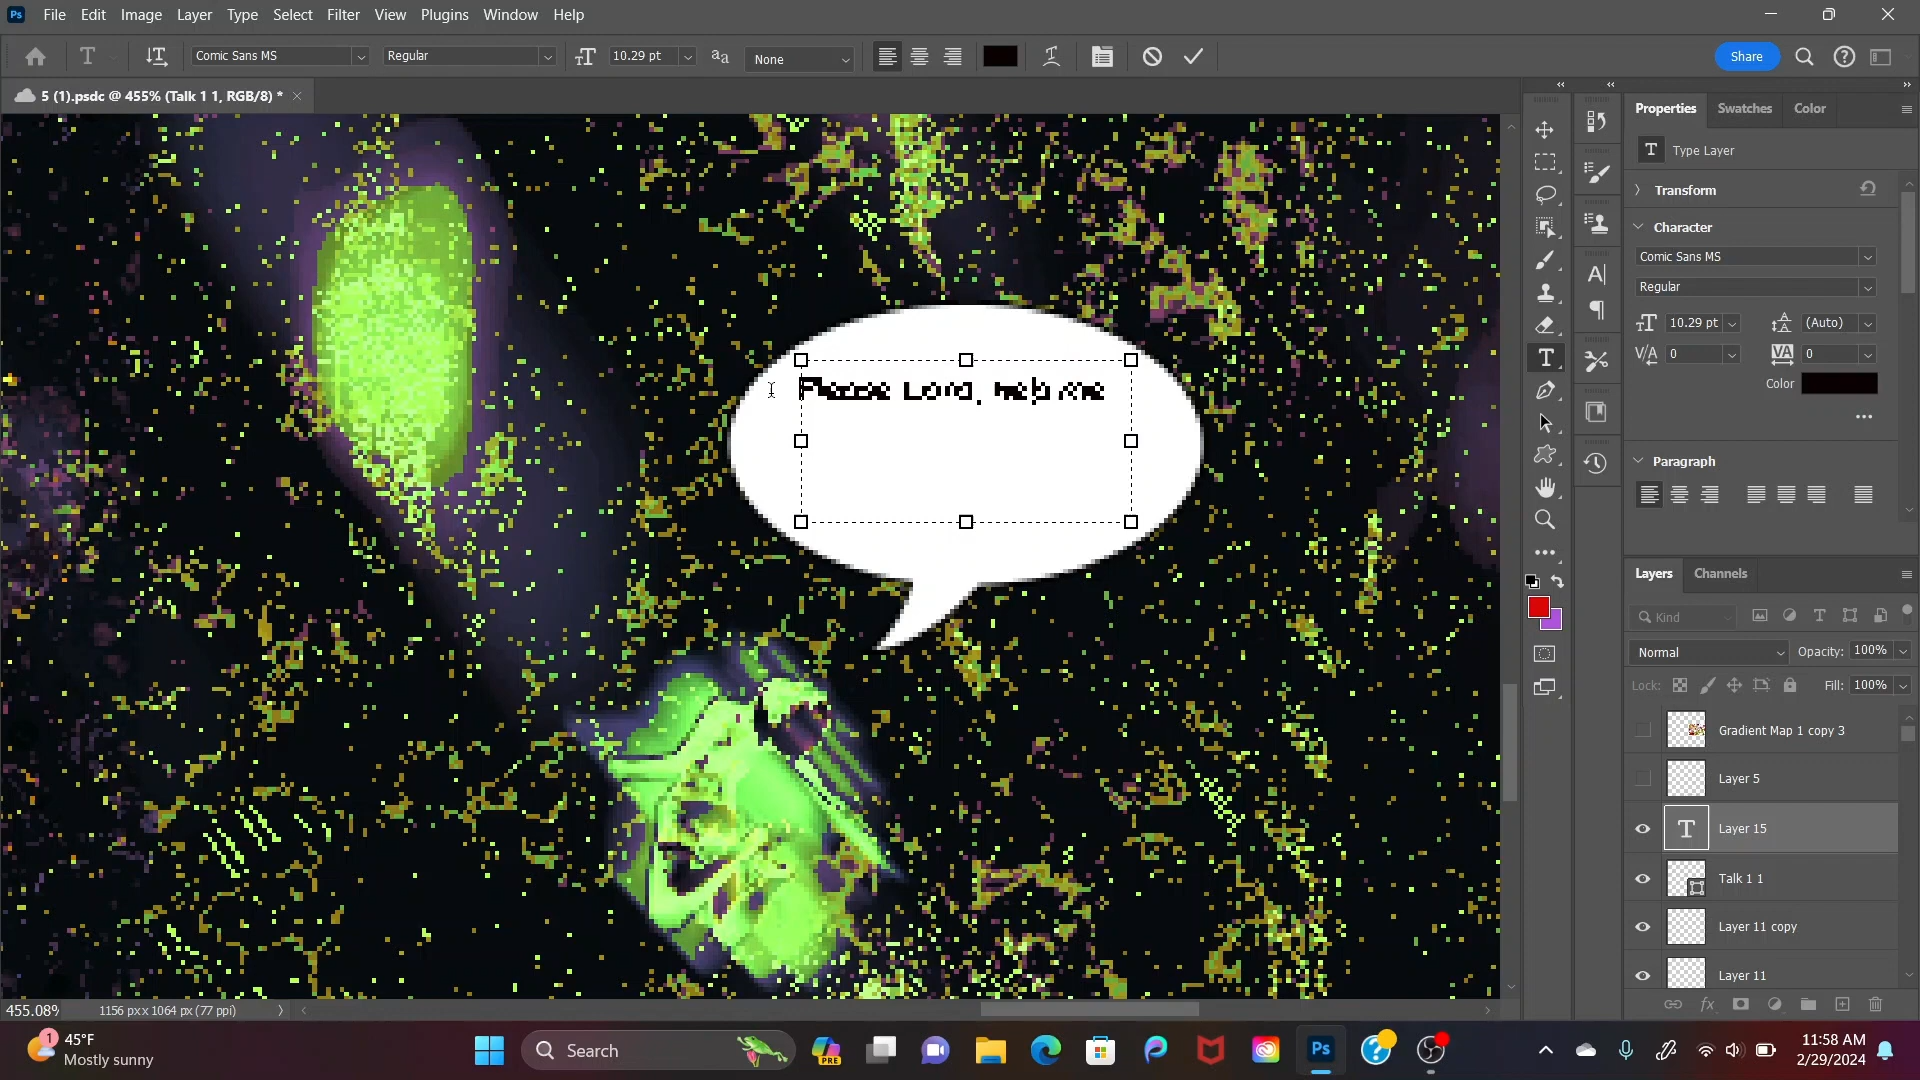 Ps File Edit Image Layer Type Select Filter View Plugins Window Help
Comic Sans MS Regular 10.29 pt None Share
5 (1).psdc @ 455% (Talk 1 1, RGB/8) *
Please Lord, help me
Properties Swatches Color
T Type Layer
Transform
Character
Comic Sans MS
Regular
10.29 pt (Auto)
0 0
Color
Paragraph
Layers Channels
Kind
Normal Opacity: 100%
Lock: Fill: 100%
Gradient Map 1 copy 3
Layer 5
T Layer 15
Talk 1 1
Layer 11 copy
Layer 11
455.08% 1156 px x 1064 px (77 ppi)
1 45°F
Mostly sunny
Search
PRE
Ps
11:58 AM
2/29/2024